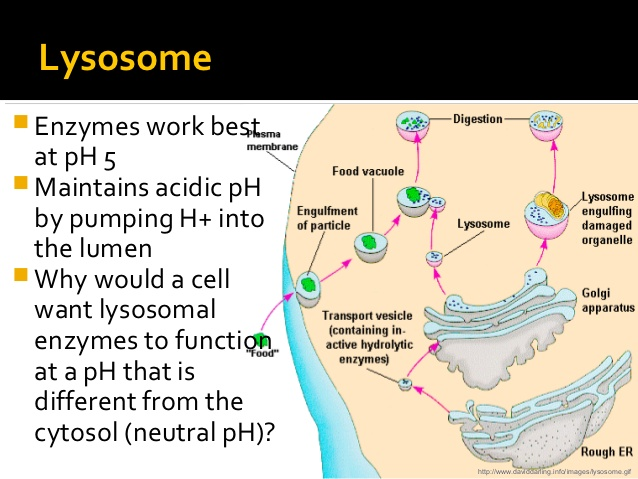 Lysosome
Enzymes work best
at pH 5
Maintains acidic pH
by pumping H+ into
the lumen
Why would a cell
want lysosomal
enzymes to function
at a pH that is
different from the
cytosol (neutral pH)?
Plasma
membrane
Digestion
Food vacuole
Engulfment
of particle
Lysosome
Lysosome
engulfing
damaged
organelle
Golgi
apparatus
Transport vesicle
(containing in-
active hydrolytic
enzymes)
"Food"
Rough ER
http://www.daviddarling.info/images/lysosome.gif